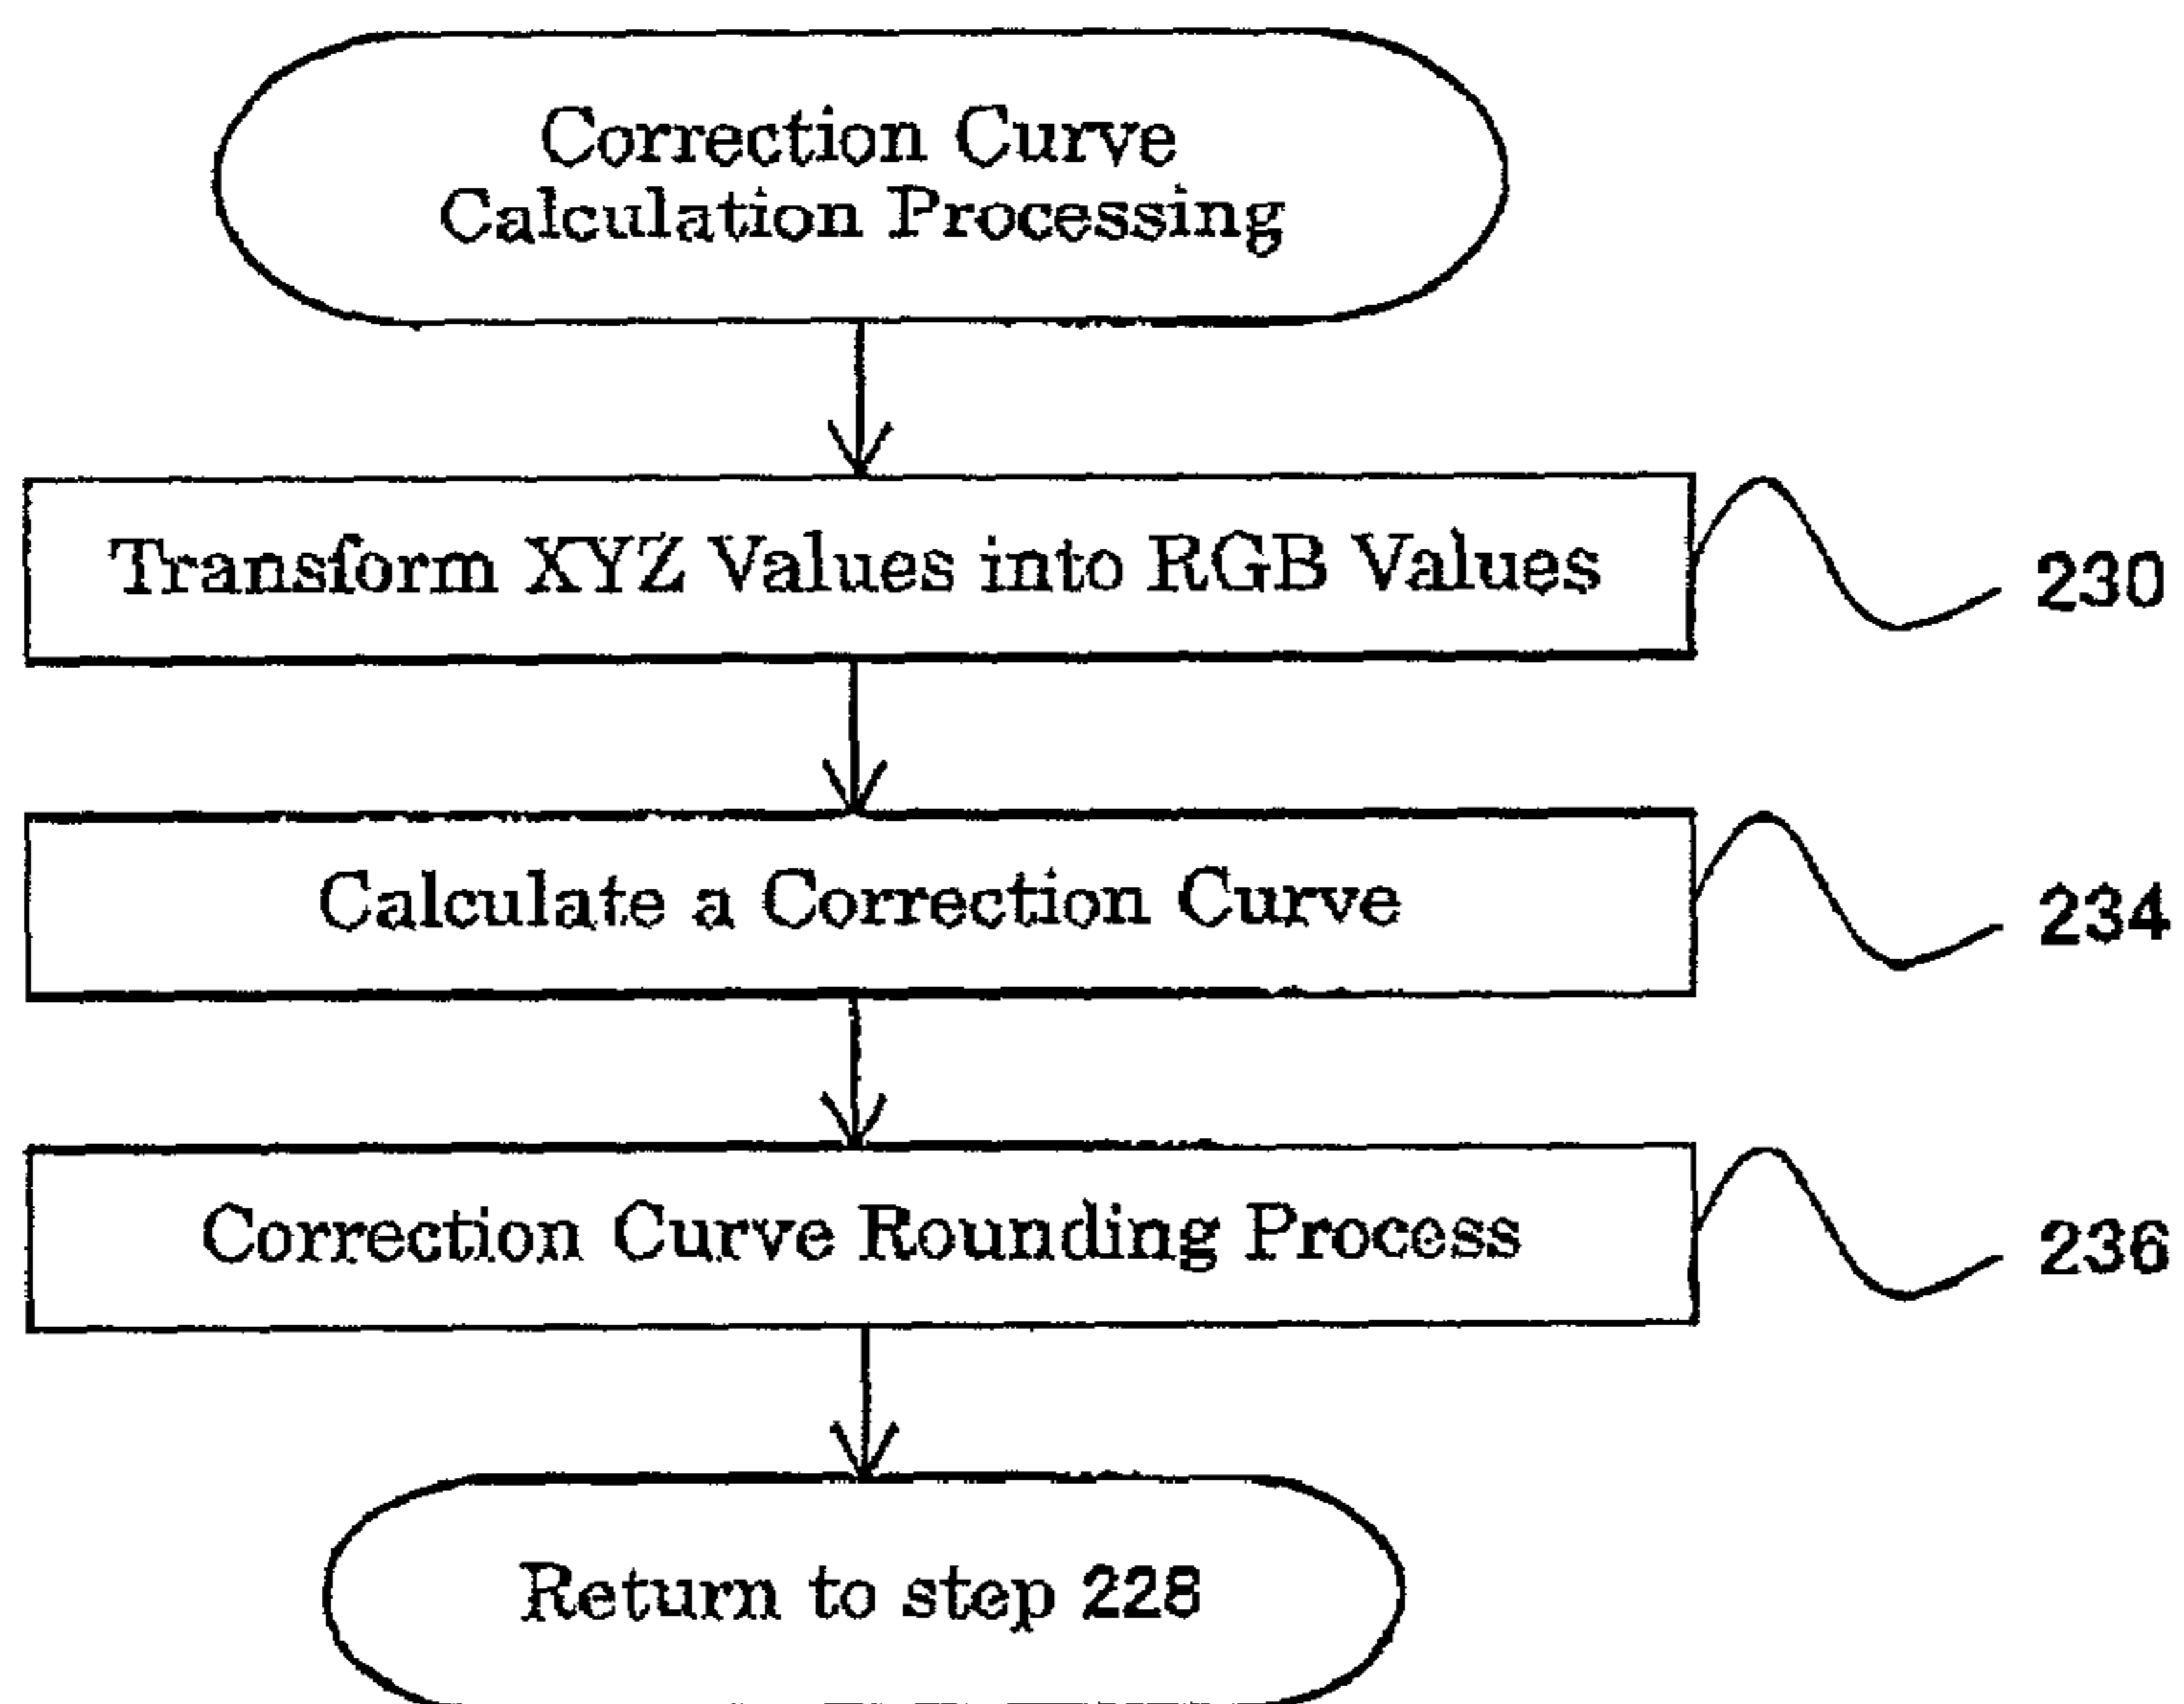 Correction Curve
Calculation Processing
Transform XYZ Values into RGB Values
230
Calculate a Correction Curve
234
Correction Curve Rounding Process
236
Return to step 228